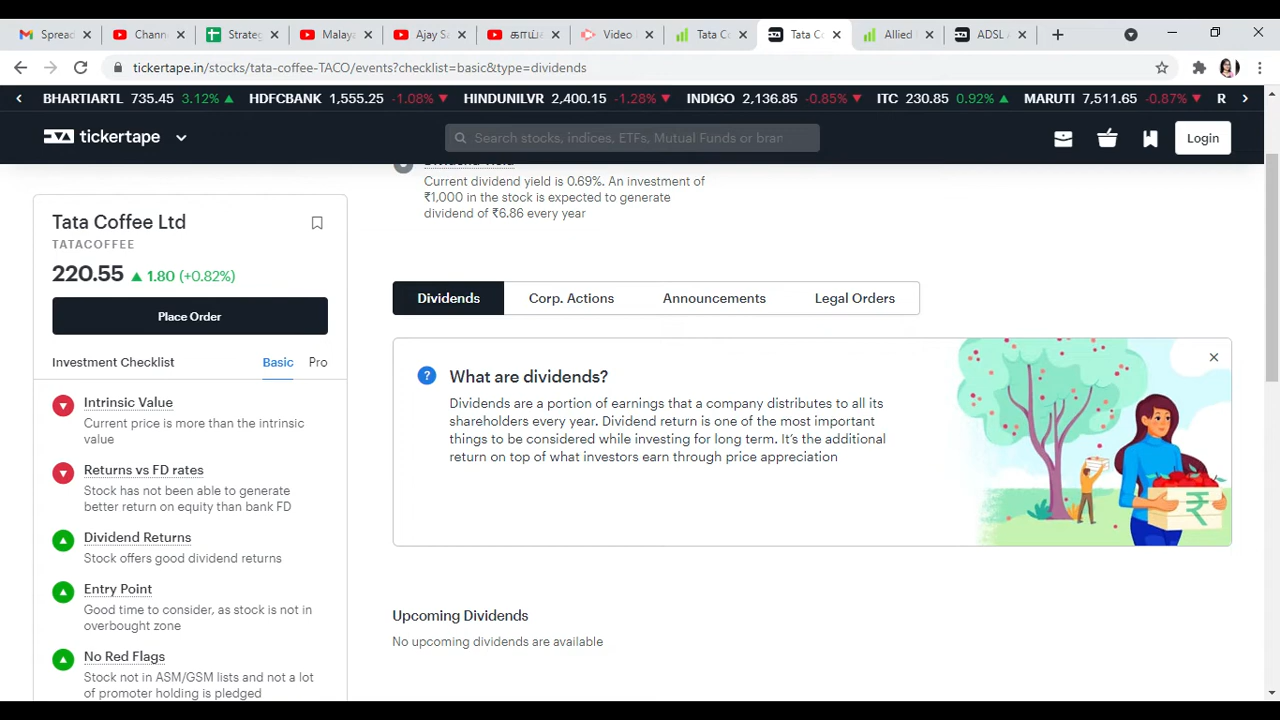 Spread
Chann
Strate
Malay
Ajay S
காய்
Video
Tata Co
Tata Co
Allied
ADSL A
tickertape.in/stocks/tata-coffee-TACO/events?checklist=basic&type=dividends
BHARTIARTL 735.45 3.12% HDFCBANK 1,555.25 -1.08% HINDUNILVR 2,400.15 -1.28% INDIGO 2,136.85 -0.85% ITC 230.85 0.92% MARUTI 7,511.65 -0.87% R
tickertape
Search stocks, indices, ETFs, Mutual Funds or bran
Login
Dividend Yield
Current dividend yield is 0.69%. An investment of
₹1,000 in the stock is expected to generate
dividend of ₹6.86 every year
Tata Coffee Ltd
TATACOFFEE
220.55 1.80 (+0.82%)
Place Order
Investment Checklist Basic Pro
Intrinsic Value
Current price is more than the intrinsic
value
Returns vs FD rates
Stock has not been able to generate
better return on equity than bank FD
Dividend Returns
Stock offers good dividend returns
Entry Point
Good time to consider, as stock is not in
overbought zone
No Red Flags
Stock not in ASM/GSM lists and not a lot
of promoter holding is pledged
Dividends Corp. Actions Announcements Legal Orders
What are dividends?
Dividends are a portion of earnings that a company distributes to all its
shareholders every year. Dividend return is one of the most important
things to be considered while investing for long term. It's the additional
return on top of what investors earn through price appreciation
₹
Upcoming Dividends
No upcoming dividends are available